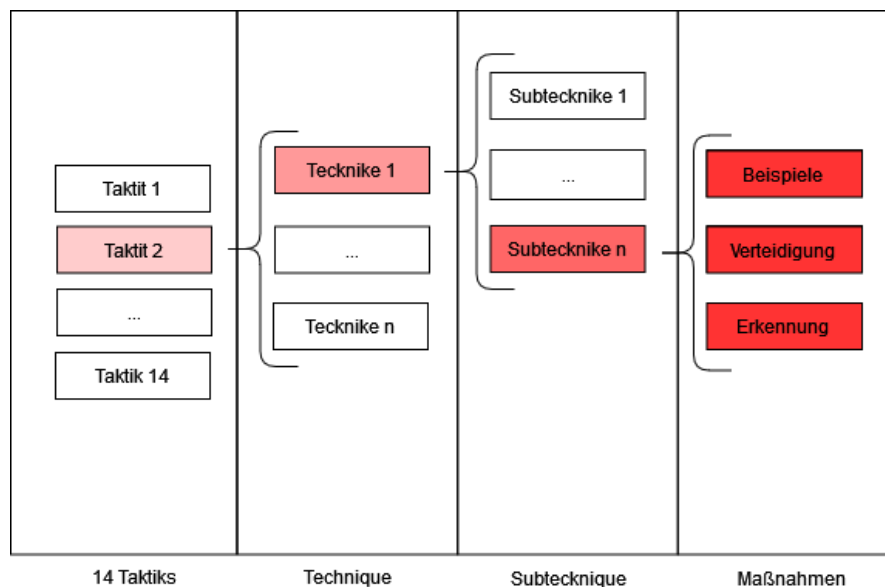 Taktit 1
Taktit 2
...
Taktik 14
Tecknike 1
...
Tecknike n
Subtecknike 1
...
Subtecknike n
Beispiele
Verteidigung
Erkennung
14 Taktiks
Technique
Subtecknique
Maßnahmen